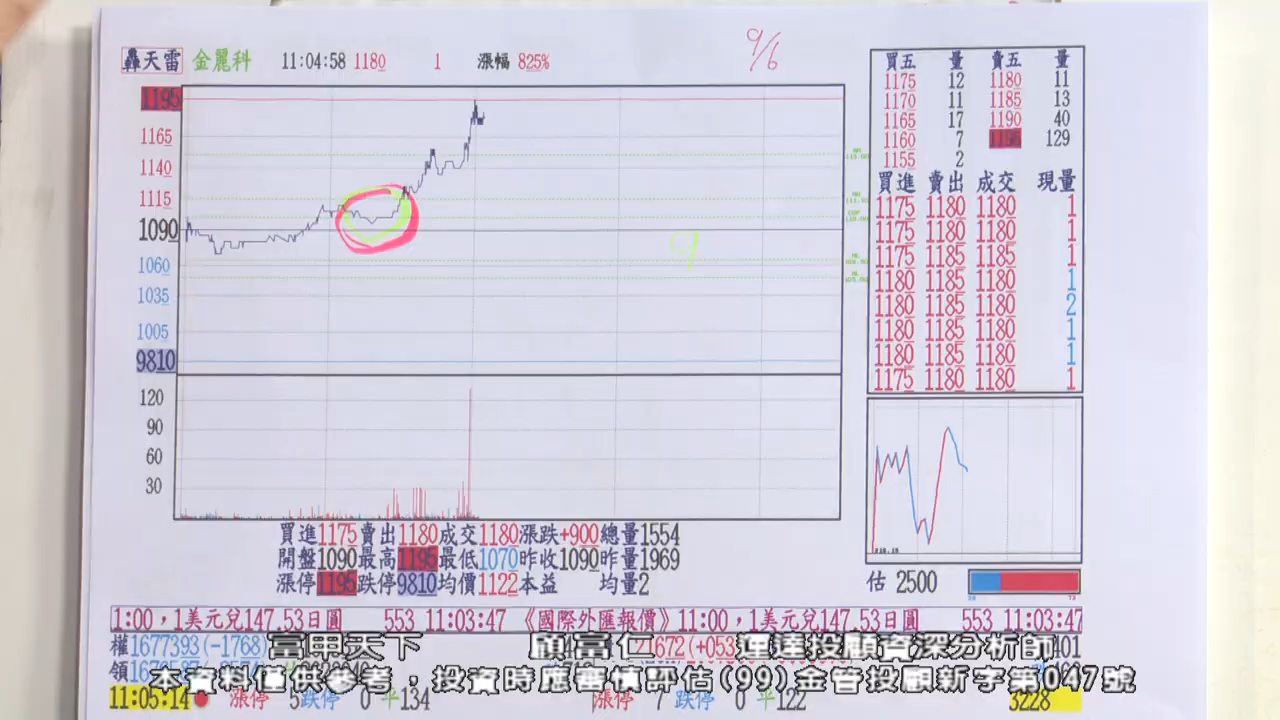 轟天雷 金麗科 11:04:58 1180 1 漲幅 825%
9/6
1195
1165
1140
1115
1090
1060
1035
1005
9810
120
90
60
30
買五 量 賣五 量
1175 12 1180 11
1170 11 1185 13
1165 17 1190 40
1160 7 1195 129
1155 2
買進 賣出 成交 現量
1175 1180 1180 1
1175 1180 1180 1
1175 1185 1185 1
1180 1185 1180 1
1180 1185 1180 2
1180 1185 1180 1
1180 1185 1180 1
1175 1180 1180 1
買進1175賣出1180成交1180漲跌+900總量1554
開盤1090最高1195最低1070昨收1090昨量1969
漲停1195跌停9810均價1122本益 均量2
估 2500
1:00,1美元兌147.53日圓 553 11:03:47 《國際外匯報價》11:00,1美元兌147.53日圓 553 11:03:47
權1677393(-1768)
富甲天下 顧富仁 運達投顧資深分析師
本資料僅供參考,投資時應審慎評估(99)金管投顧新字第047號
11:05:14 漲停 5跌停 0 平134 漲停 7 跌停 0 平122 3228